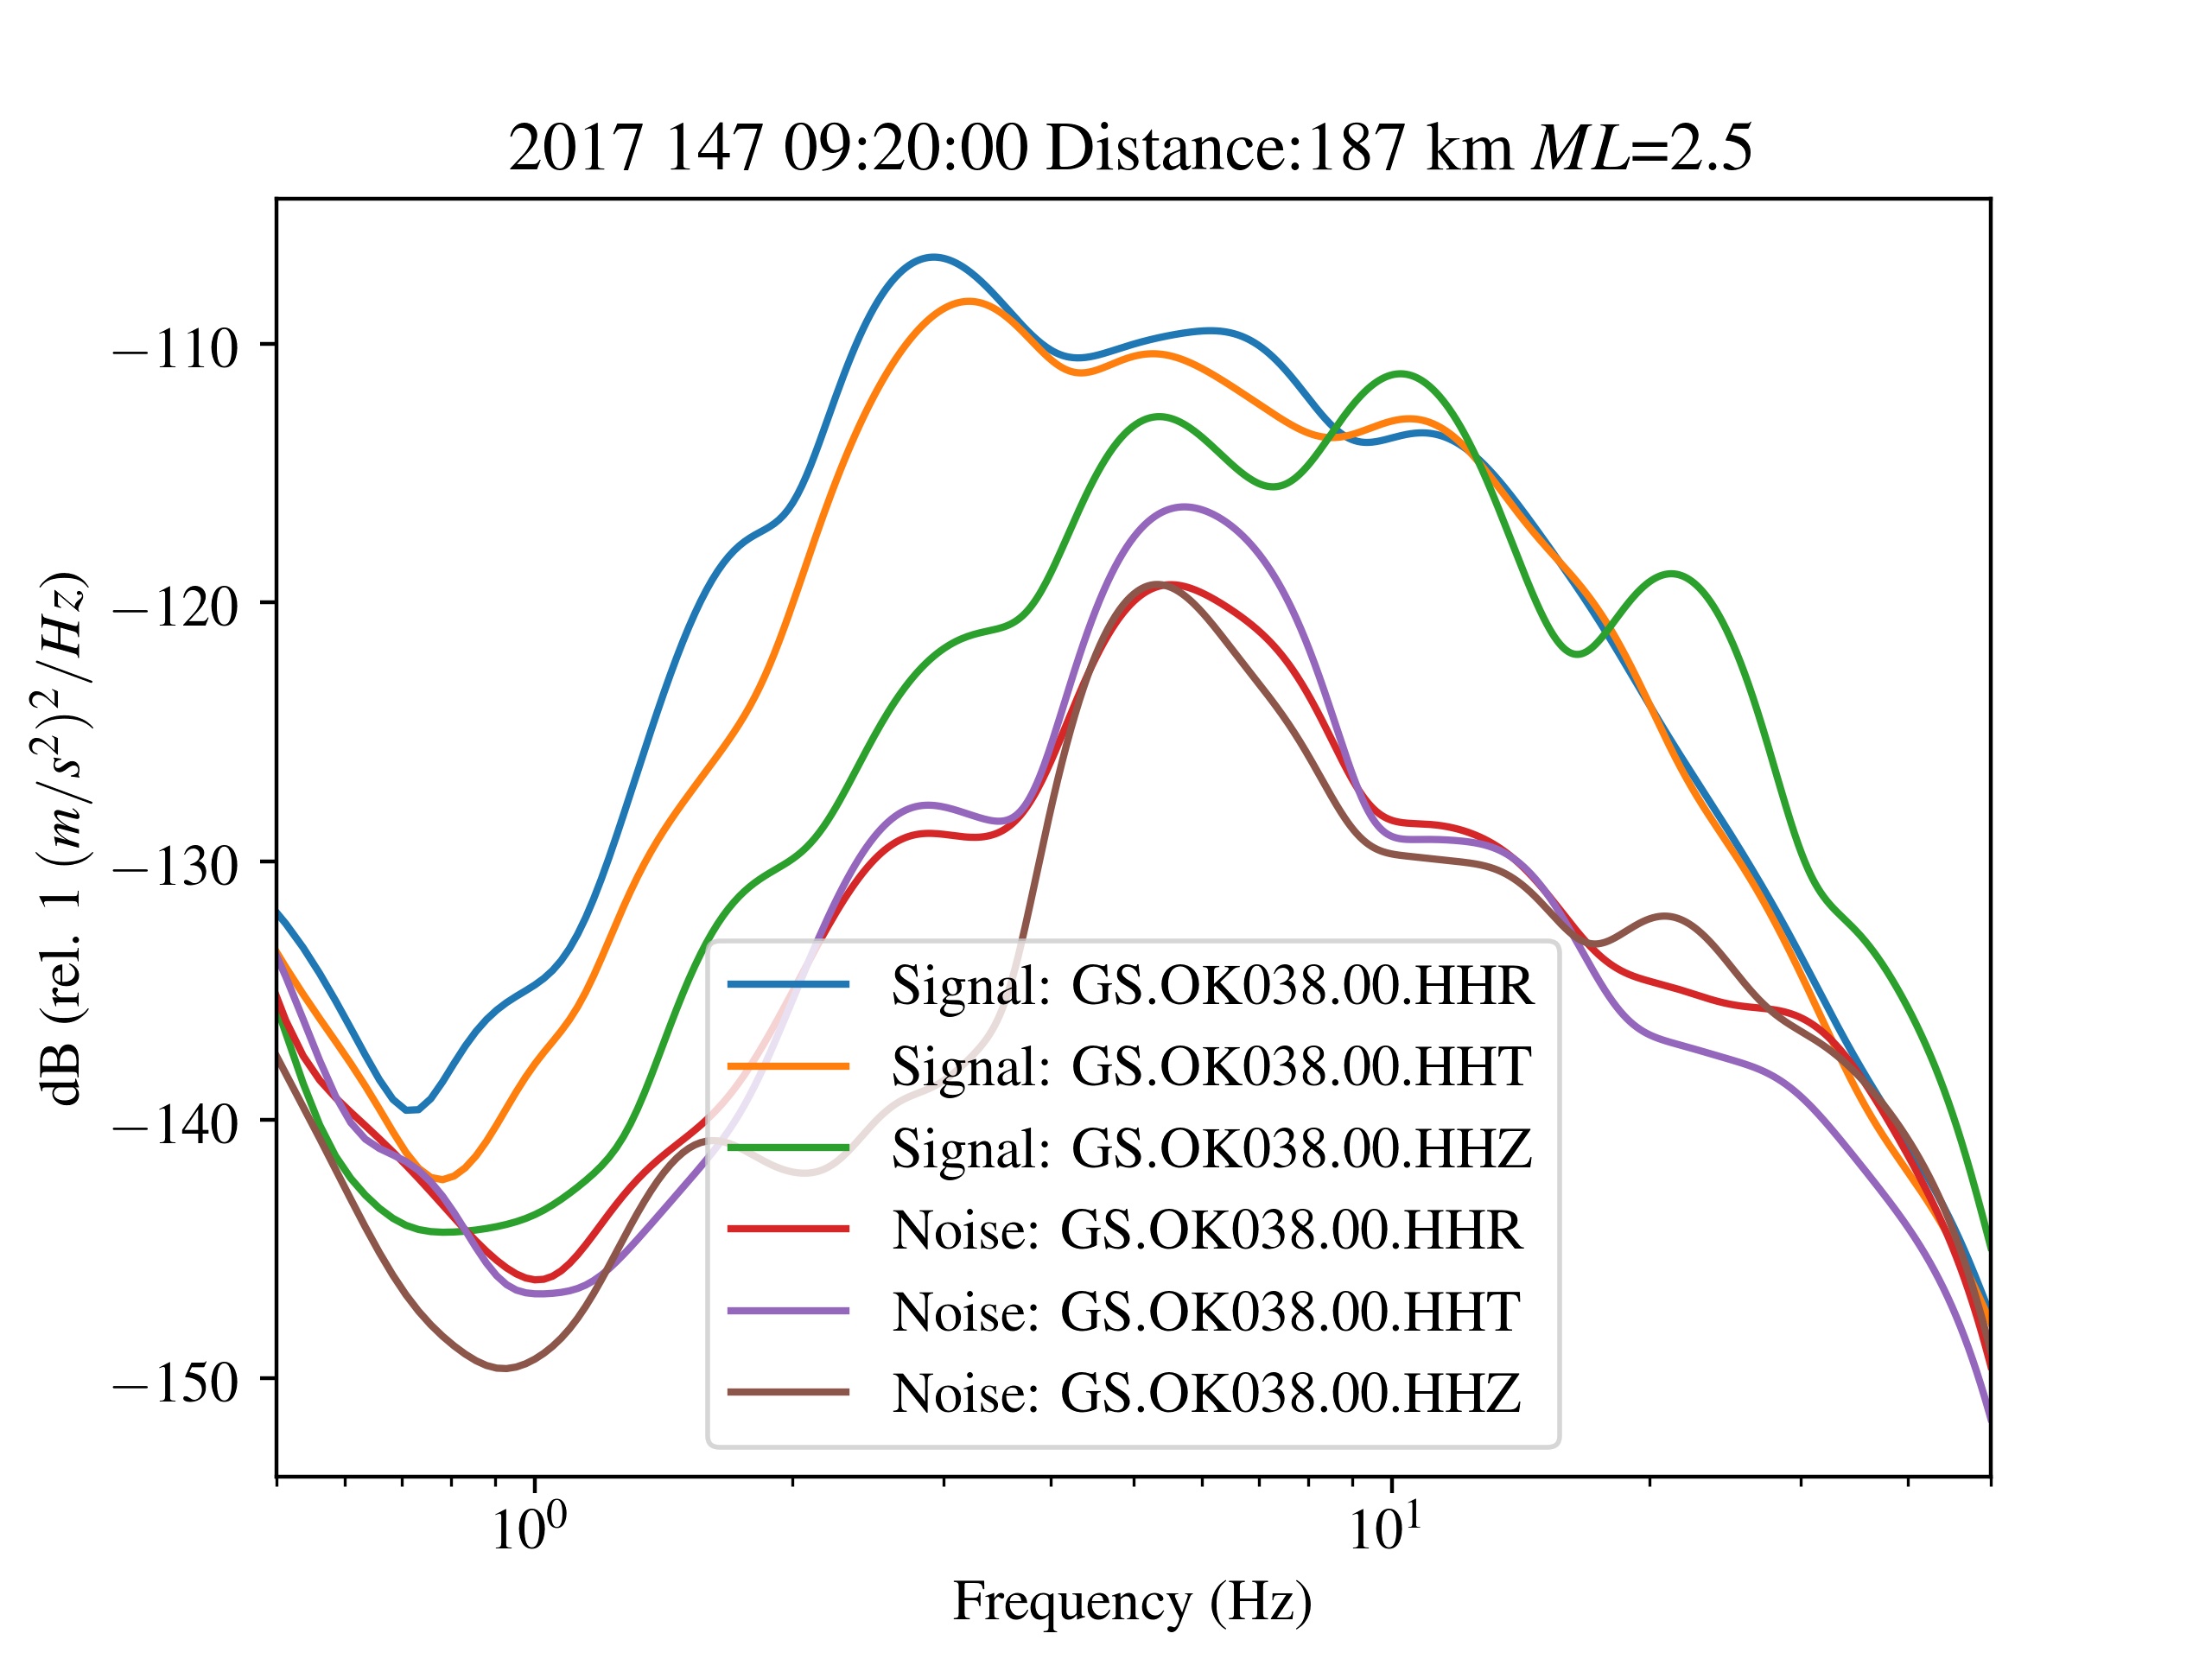 2017 147 09:20:00 Distance:187 km ML=2.5
dB (rel. 1 (m/s²)²/Hz)
−110
−120
−130
−140
−150
Signal: GS.OK038.00.HHR
Signal: GS.OK038.00.HHT
Signal: GS.OK038.00.HHZ
Noise: GS.OK038.00.HHR
Noise: GS.OK038.00.HHT
Noise: GS.OK038.00.HHZ
10⁰ 10¹
Frequency (Hz)